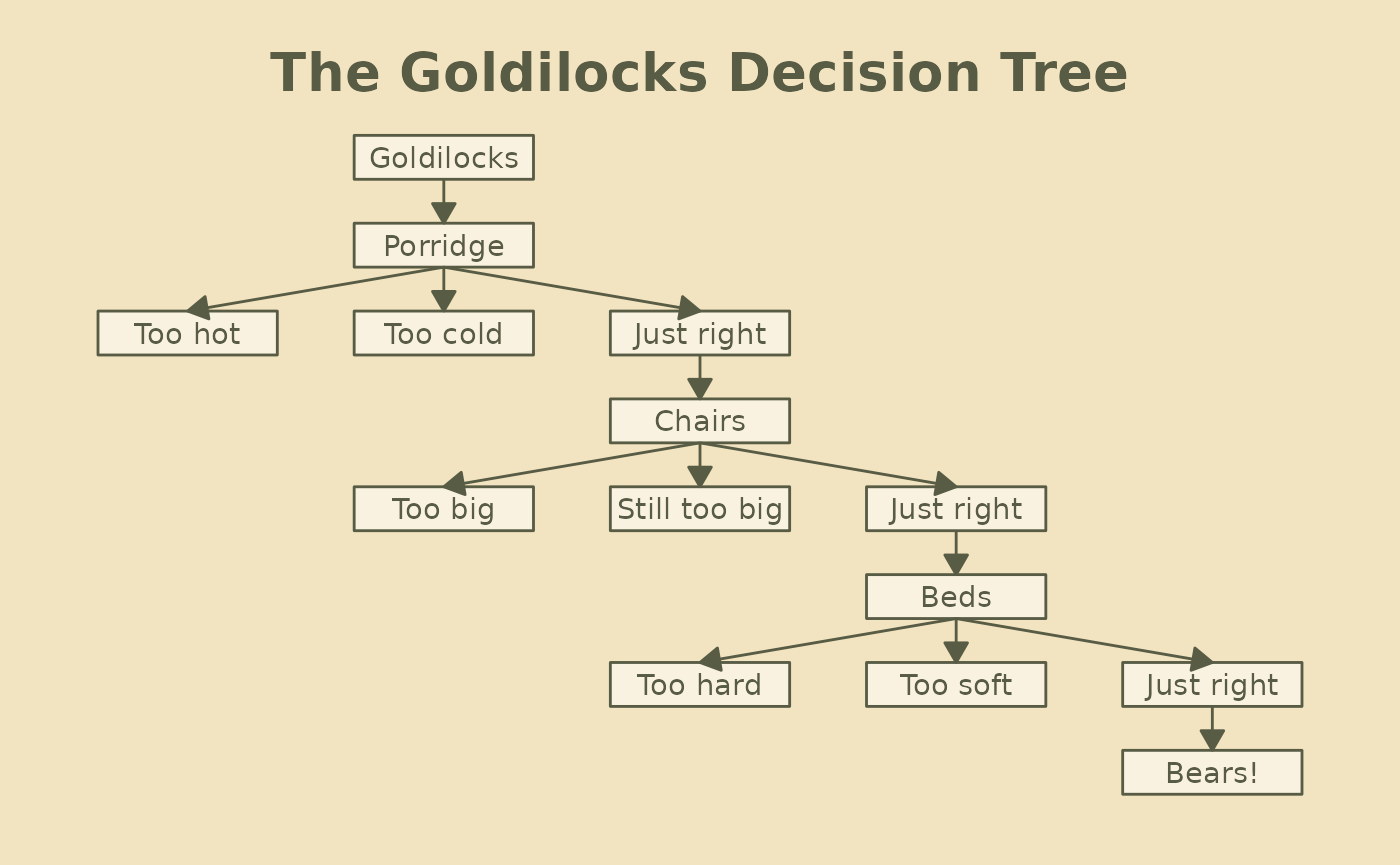 The Goldilocks Decision Tree
Goldilocks
Porridge
Too hot
Too cold
Just right
Chairs
Too big
Still too big
Just right
Beds
Too hard
Too soft
Just right
Bears!